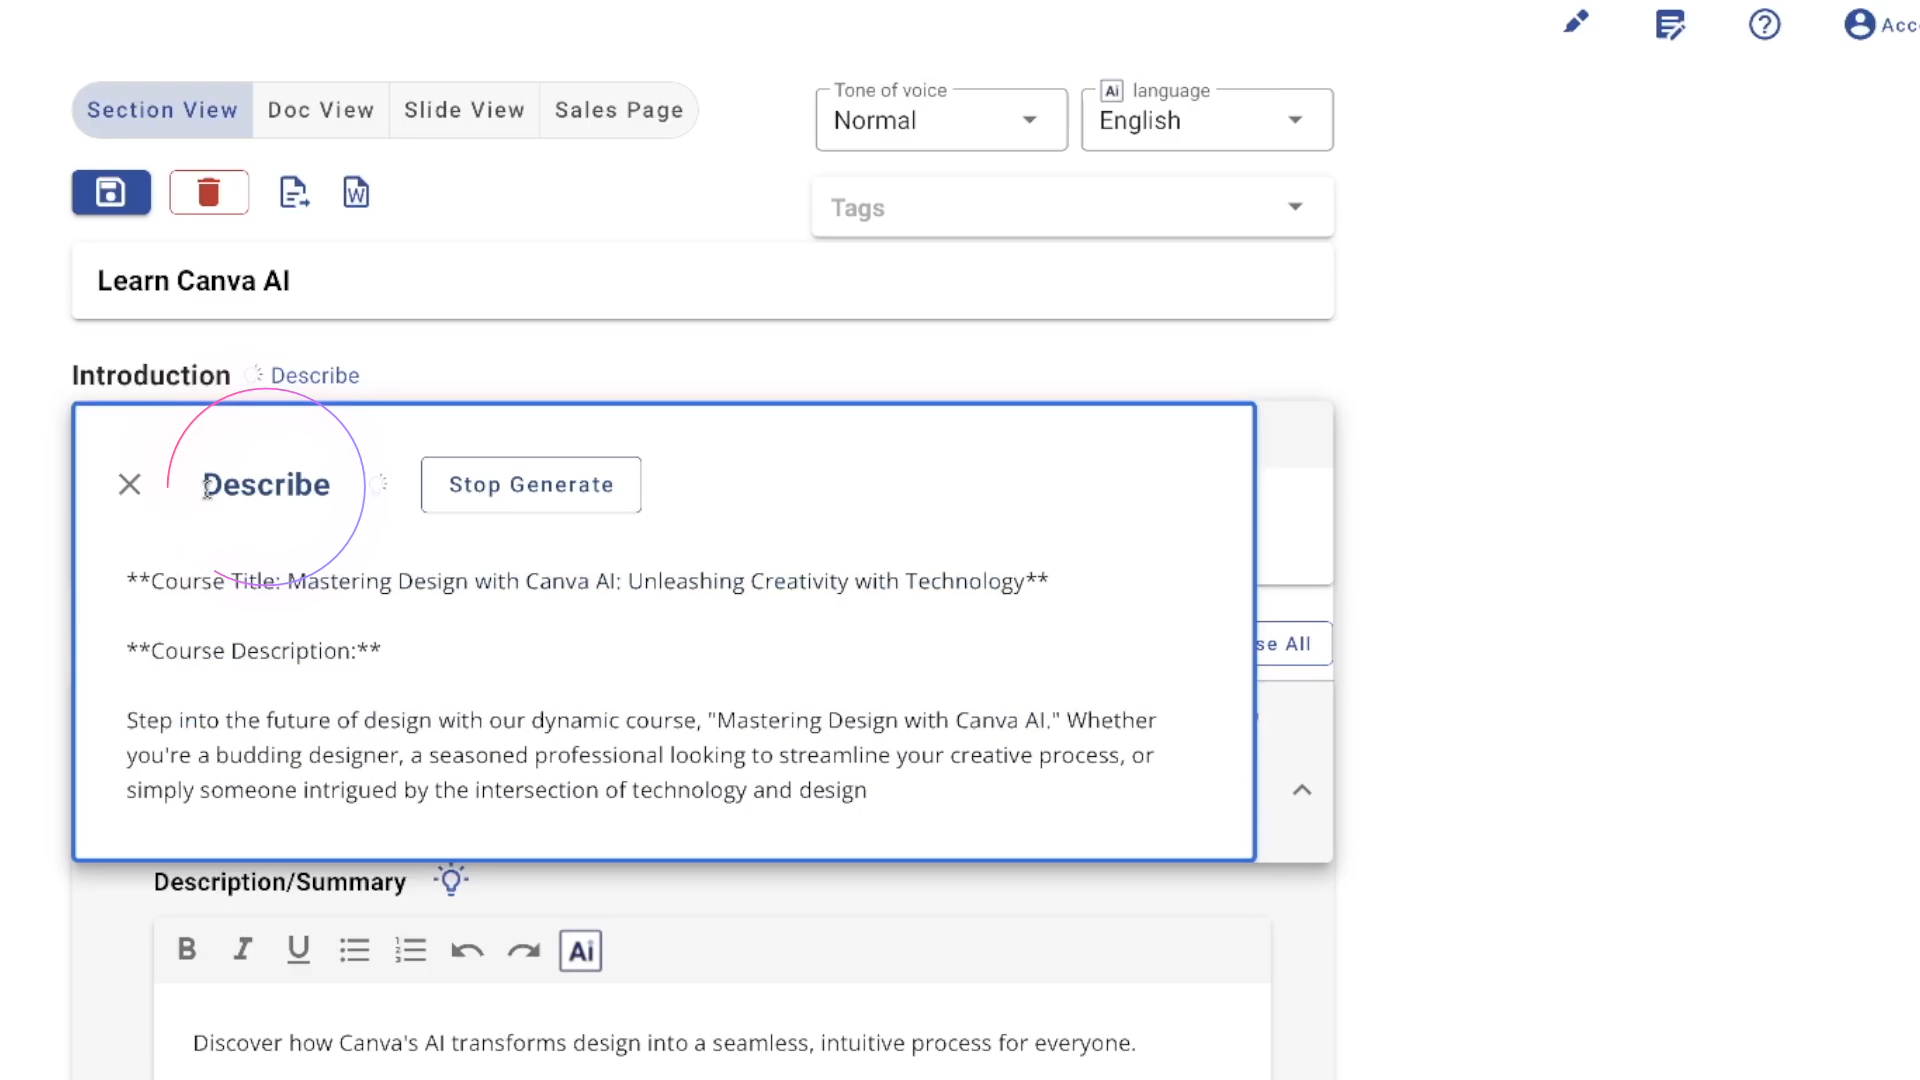 Acc
Section View
Doc View
Slide View
Sales Page
Tone of voice
Normal
Ai language
English
W
Tags
Learn Canva AI
Introduction
Describe
Describe
Stop Generate
**Course Title: Mastering Design with Canva AI: Unleashing Creativity with Technology**
**Course Description:**
Step into the future of design with our dynamic course, "Mastering Design with Canva AI." Whether
you're a budding designer, a seasoned professional looking to streamline your creative process, or
simply someone intrigued by the intersection of technology and design
se All
Description/Summary
B I U
Ai
Discover how Canva's AI transforms design into a seamless, intuitive process for everyone.